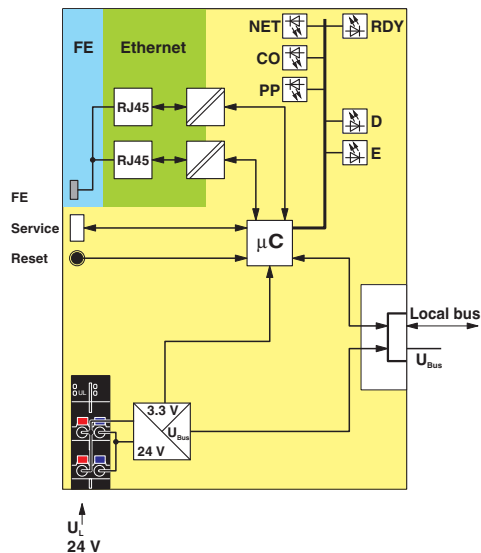 FE
Ethernet
NET
RDY
CO
PP
RJ45
D
RJ45
E
FE
Service
Reset
µC
Local bus
UBus
UL
3.3 V
UBus
24 V
UL
24 V